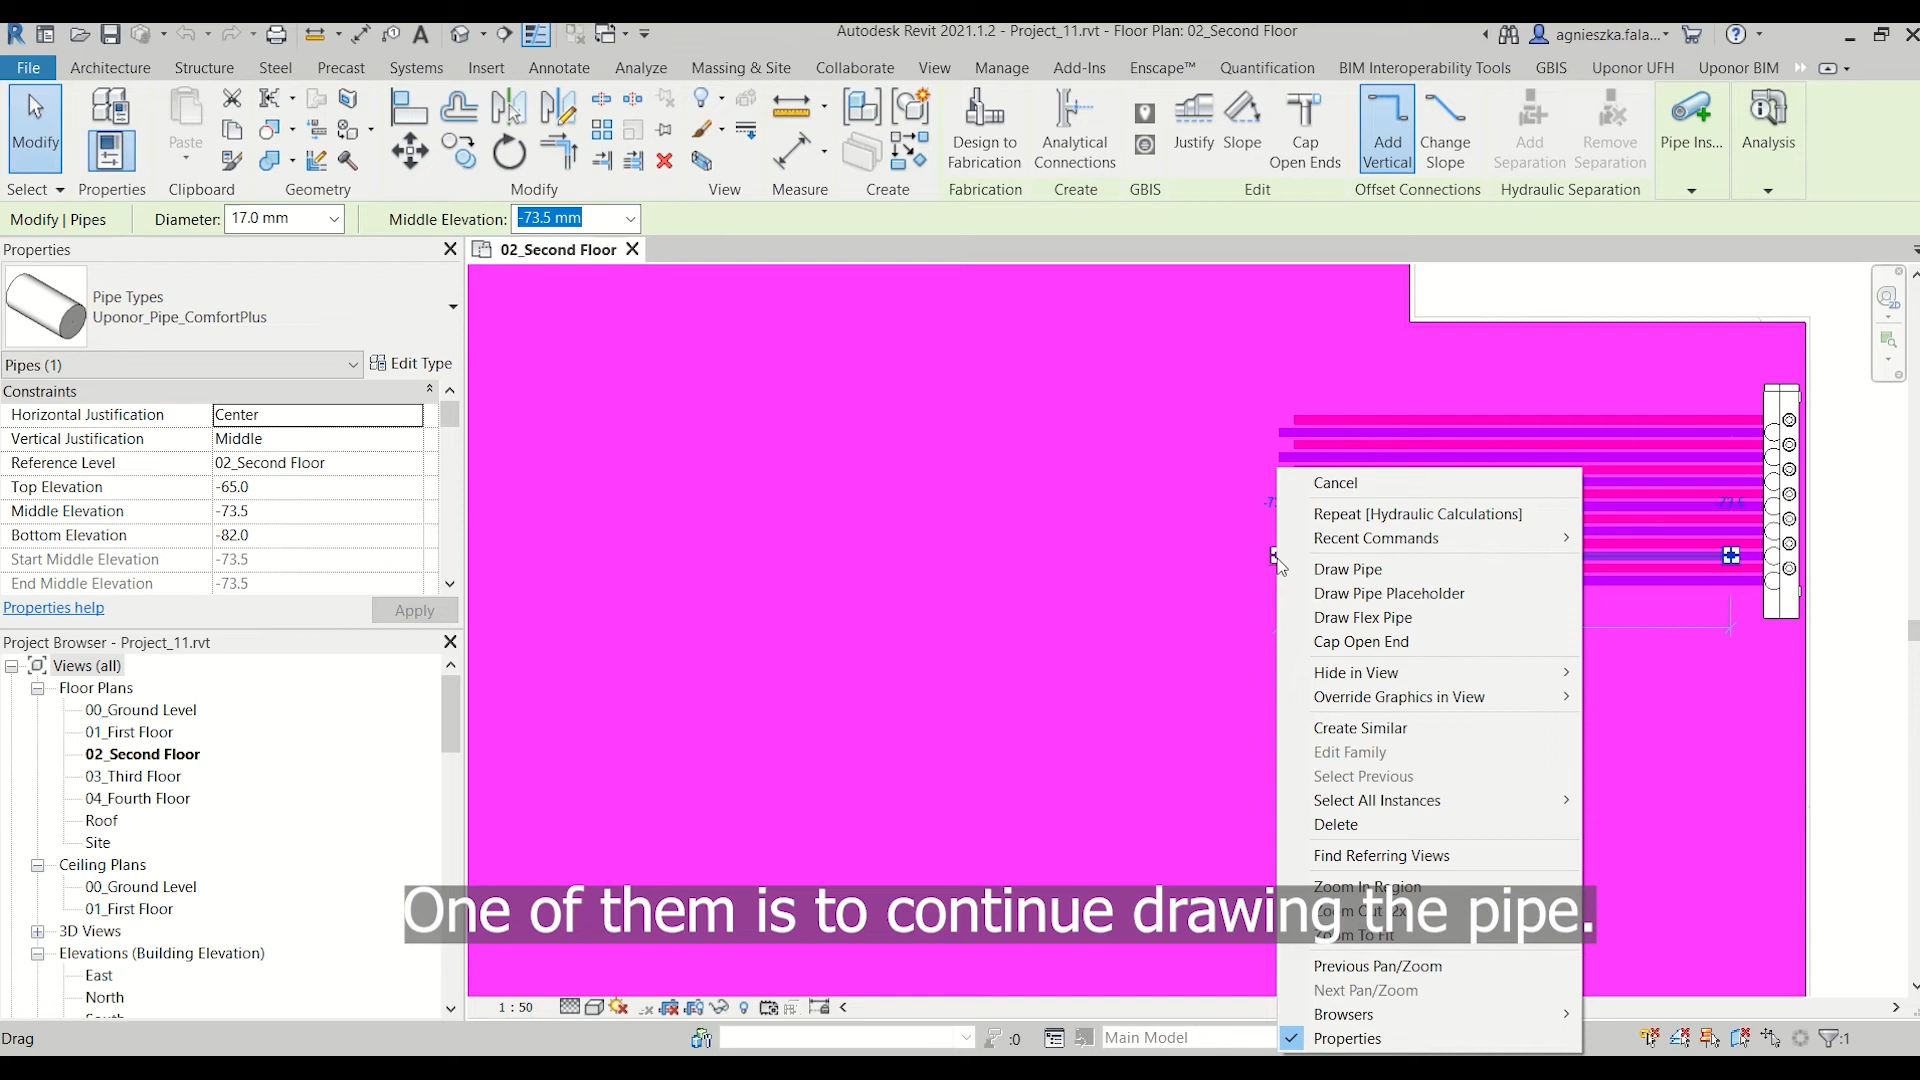 Autodesk Revit 2021.1.2 - Project_11.rvt - Floor Plan: 02_Second Floor
agnieszka.fala...
File Architecture Structure Steel Precast Systems Insert Annotate Analyze Massing & Site Collaborate View Manage Add-Ins Enscape™ Quantification BIM Interoperability Tools GBIS Uponor UFH Uponor BIM
Modify
Paste
Design to Fabrication
Analytical Connections
Justify
Slope
Cap Open Ends
Add Vertical
Change Slope
Add Separation
Remove Separation
Pipe Ins...
Analysis
Select Properties Clipboard Geometry Modify View Measure Create Fabrication Create GBIS Edit Offset Connections Hydraulic Separation
Modify | Pipes Diameter: 17.0 mm Middle Elevation: -73.5 mm
Properties
02_Second Floor
Pipe Types
Uponor_Pipe_ComfortPlus
Pipes (1)
Edit Type
Constraints
Horizontal Justification Center
Vertical Justification Middle
Reference Level 02_Second Floor
Top Elevation -65.0
Middle Elevation -73.5
Bottom Elevation -82.0
Start Middle Elevation -73.5
End Middle Elevation -73.5
Properties help
Apply
Project Browser - Project_11.rvt
Views (all)
Floor Plans
00_Ground Level
01_First Floor
02_Second Floor
03_Third Floor
04_Fourth Floor
Roof
Site
Ceiling Plans
00_Ground Level
01_First Floor
3D Views
Elevations (Building Elevation)
East
North
-73.5
Cancel
Repeat [Hydraulic Calculations]
Recent Commands
Draw Pipe
Draw Pipe Placeholder
Draw Flex Pipe
Cap Open End
Hide in View
Override Graphics in View
Create Similar
Edit Family
Select Previous
Select All Instances
Delete
Find Referring Views
Zoom In Region
Zoom Out (2x)
Zoom To Fit
Previous Pan/Zoom
Next Pan/Zoom
Browsers
Properties
One of them is to continue drawing the pipe.
1 : 50
Drag
:0
Main Model
:1